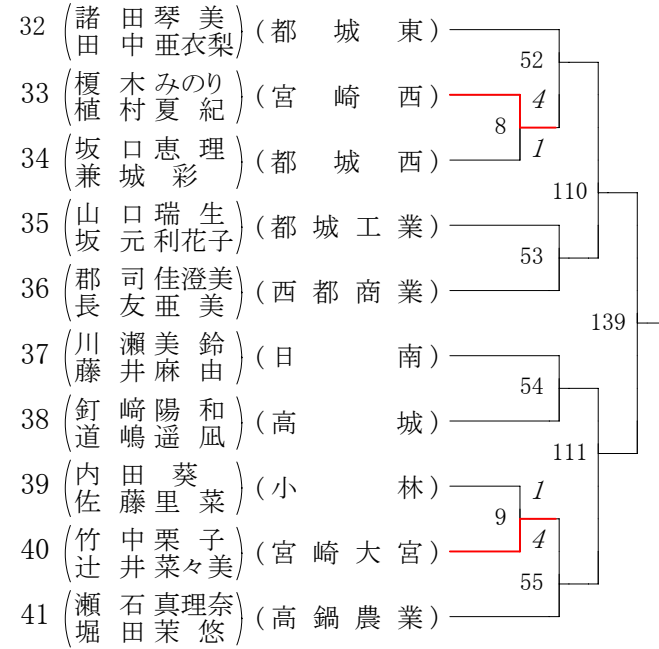 32 諸田琴美 田中亜衣梨 (都城東)
52
33 榎木みのり 植村夏紀 (宮崎西) 4
8
34 坂口恵理 兼城彩 (都城西) 1
110
35 山口瑞生 坂元利花子 (都城工業)
53
36 郡司佳澄美 長友亜美 (西都商業)
139
37 川瀬美鈴 藤井麻由 (日南)
54
38 釘﨑陽和 道嶋遥凪 (高城)
111
39 内田葵 佐藤里菜 (小林) 1
9
40 竹中栗子 辻井菜々美 (宮崎大宮) 4
55
41 瀬石真理奈 堀田茉悠 (高鍋農業)